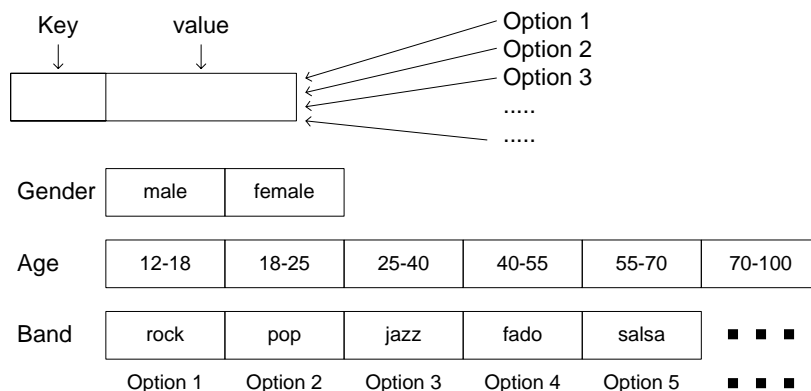 Key value Option 1
Option 2
Option 3
.....
.....
Gender male female
Age 12-18 18-25 25-40 40-55 55-70 70-100
Band rock pop jazz fado salsa
Option 1 Option 2 Option 3 Option 4 Option 5